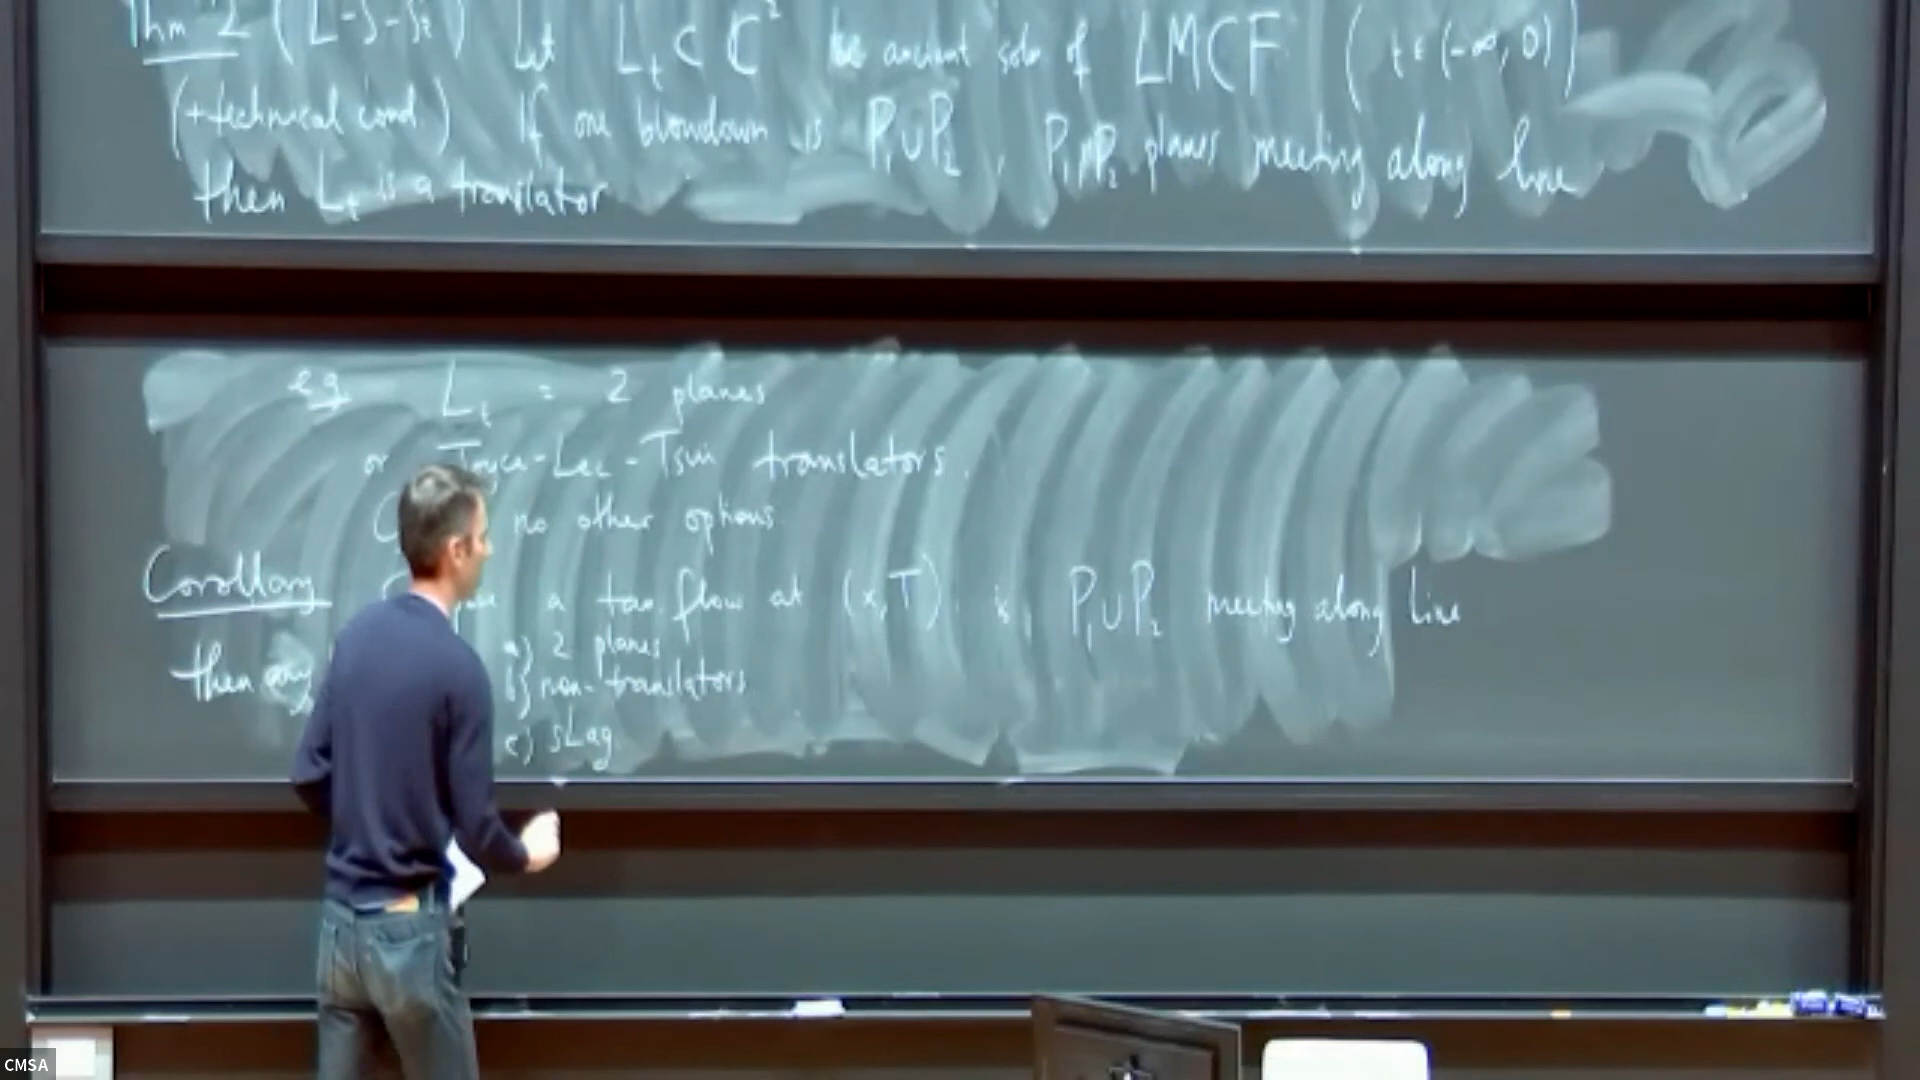 Thm 2 (L-S-Sz) Let L_t ⊂ ℂ² be ancient soln of LMCF (t ∈ (-∞, 0))
(+technical cond.) If one blowdown is P₁∪P₂, P₁,P₂ planes meeting along line
then L_t is a translator
eg L_t = 2 planes
or Joyce-Lee-Tsui translators.
no other options
Corollary a tan. flow at (x,T) is P₁∪P₂ meeting along line
then any a) 2 planes
b) non-translators
c) sLag.
CMSA